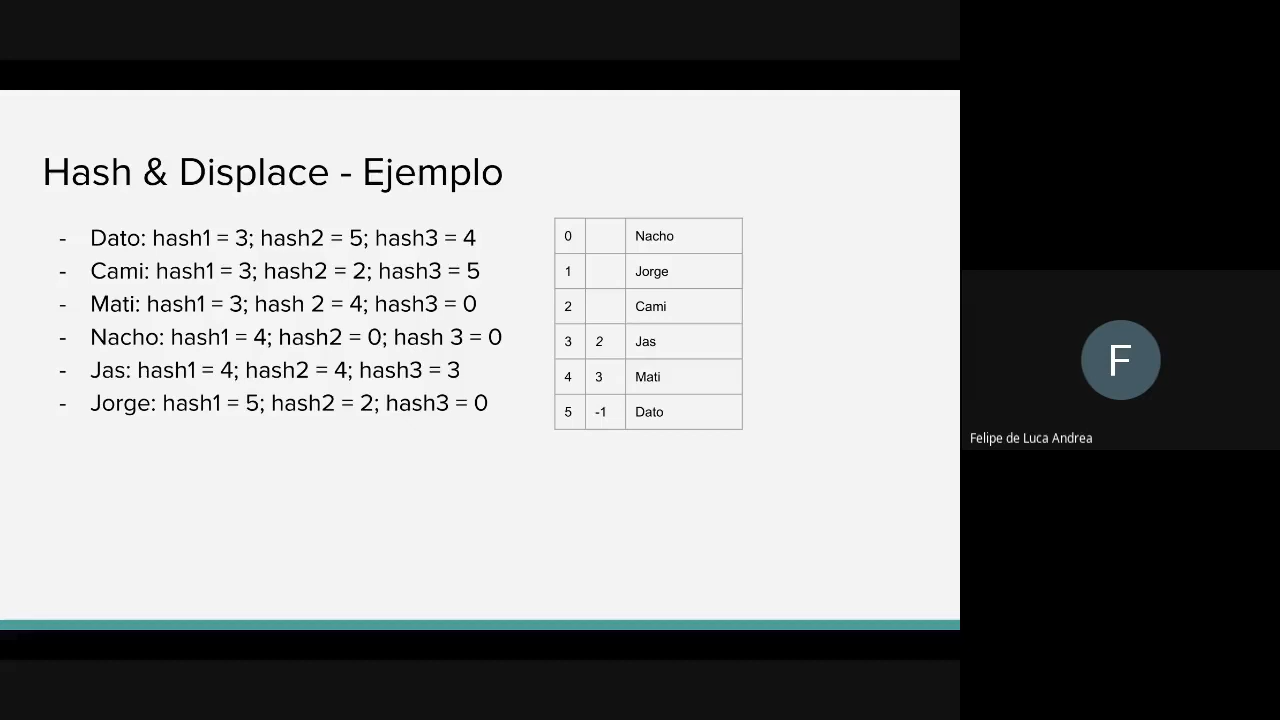 Hash & Displace - Ejemplo
- Dato: hash1 = 3; hash2 = 5; hash3 = 4
- Cami: hash1 = 3; hash2 = 2; hash3 = 5
- Mati: hash1 = 3; hash 2 = 4; hash3 = 0
- Nacho: hash1 = 4; hash2 = 0; hash 3 = 0
- Jas: hash1 = 4; hash2 = 4; hash3 = 3
- Jorge: hash1 = 5; hash2 = 2; hash3 = 0
0 Nacho
1 Jorge
2 Cami
3 2 Jas
4 3 Mati
5 -1 Dato
F
Felipe de Luca Andrea